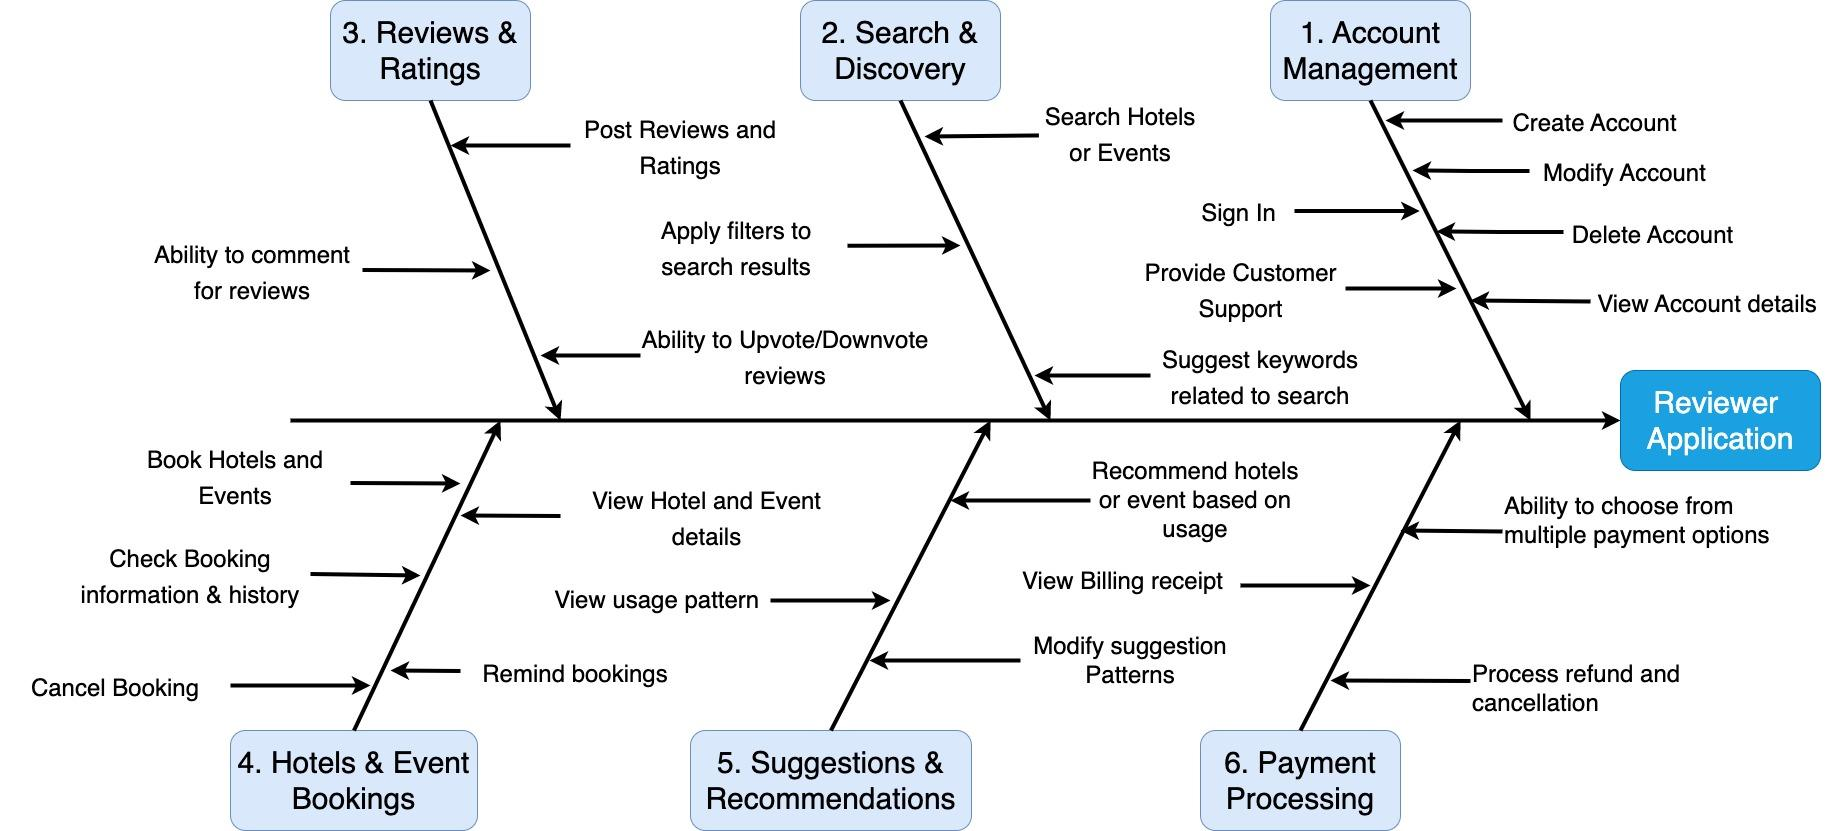 3. Reviews &
Ratings
2. Search &
Discovery
1. Account
Management
Post Reviews and
Ratings
Ability to comment
for reviews
Ability to Upvote/Downvote
reviews
Search Hotels
or Events
Apply filters to
search results
Suggest keywords
related to search
Create Account
Modify Account
Sign In
Delete Account
Provide Customer
Support
View Account details
Reviewer
Application
Book Hotels and
Events
View Hotel and Event
details
Check Booking
information & history
Remind bookings
Cancel Booking
Recommend hotels
or event based on
usage
View usage pattern
Modify suggestion
Patterns
Ability to choose from
multiple payment options
View Billing receipt
Process refund and
cancellation
4. Hotels & Event
Bookings
5. Suggestions &
Recommendations
6. Payment
Processing